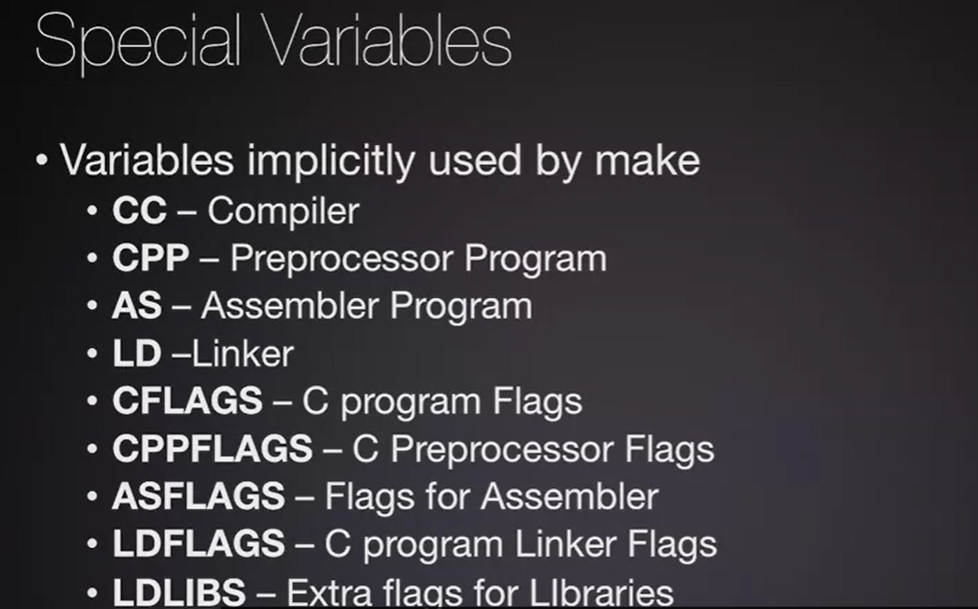 Special Variables
• Variables implicitly used by make
• CC – Compiler
• CPP – Preprocessor Program
• AS – Assembler Program
• LD –Linker
• CFLAGS – C program Flags
• CPPFLAGS – C Preprocessor Flags
• ASFLAGS – Flags for Assembler
• LDFLAGS – C program Linker Flags
• LDLIBS – Extra flags for LIbraries